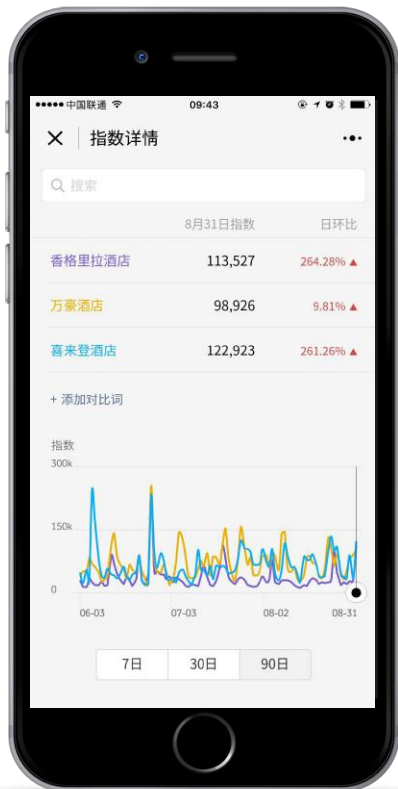 中国联通 09:43
指数详情
搜索
8月31日指数 日环比
香格里拉酒店 113,527 264.28% ▲
万豪酒店 98,926 9.81% ▲
喜来登酒店 122,923 261.26% ▲
+ 添加对比词
指数
300k
150k
0
06-03 07-03 08-02 08-31
7日 30日 90日